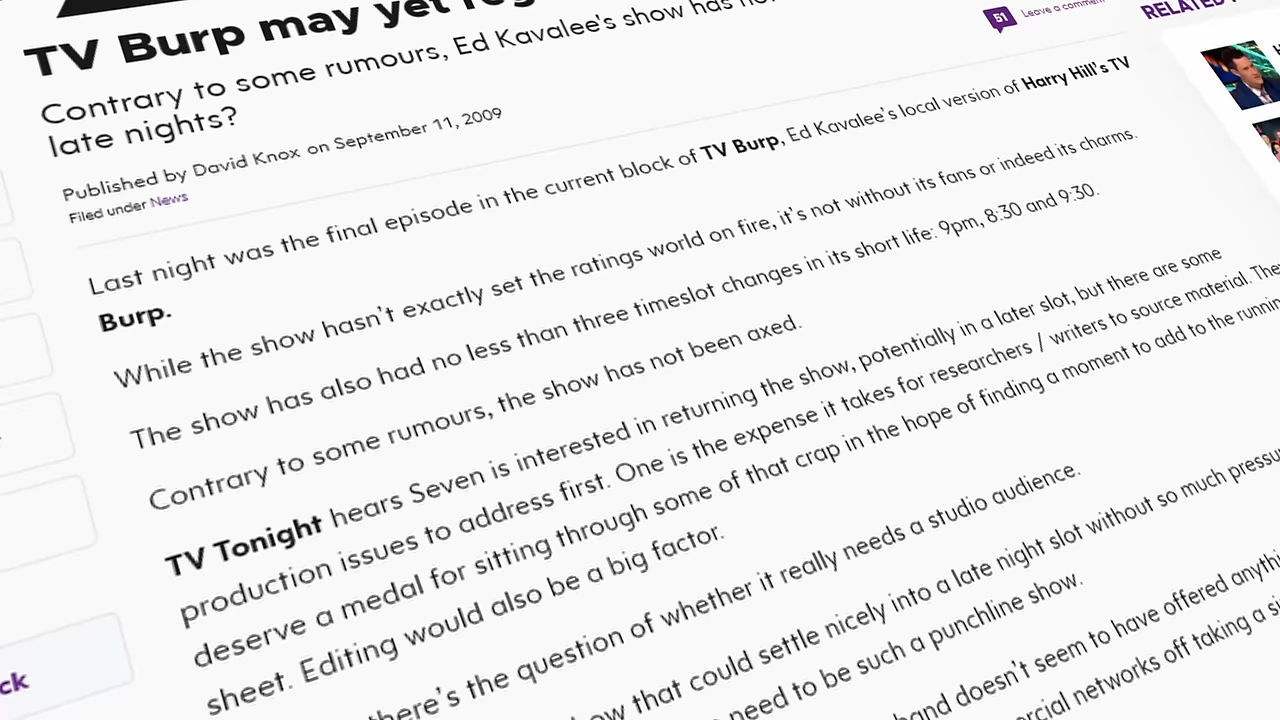 TV Burp may yet
Contrary to some rumours, Ed Kavalee's show has
late nights?
Published by David Knox on September 11, 2009
Filed under News
51 Leave a comment
RELATED
Last night was the final episode in the current block of TV Burp, Ed Kavalee's local version of Harry Hill's TV
Burp.
While the show hasn't exactly set the ratings world on fire, it's not without its fans or indeed its charms.
The show has also had no less than three timeslot changes in its short life: 9pm, 8:30 and 9:30.
Contrary to some rumours, the show has not been axed.
TV Tonight hears Seven is interested in returning the show, potentially in a later slot, but there are some
production issues to address first. One is the expense it takes for researchers / writers to source material. They
deserve a medal for sitting through some of that crap in the hope of finding a moment to add to the
sheet. Editing would also be a big factor.
there's the question of whether it really needs a studio audience.
that could settle nicely into a late night slot without so much
need to be such a punchline show.
doesn't seem to have offered
networks off taking a